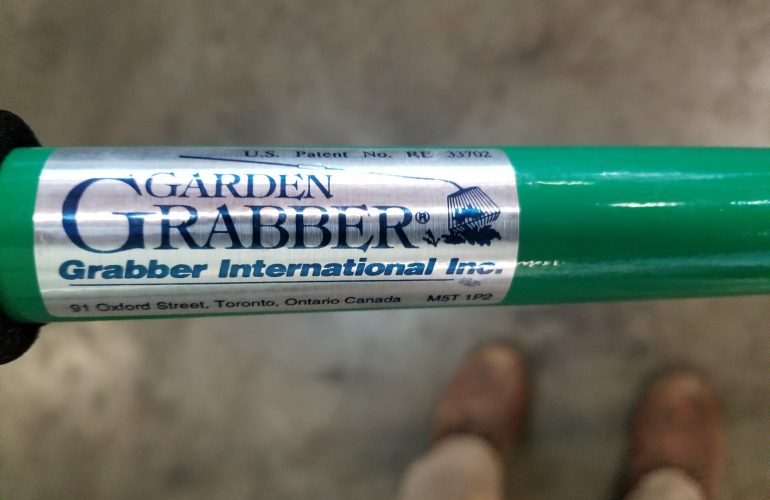 U.S. Patent No. RE 33702
GARDEN
GRABBER®
Grabber International Inc.
91 Oxford Street, Toronto, Ontario Canada M5T 1P2